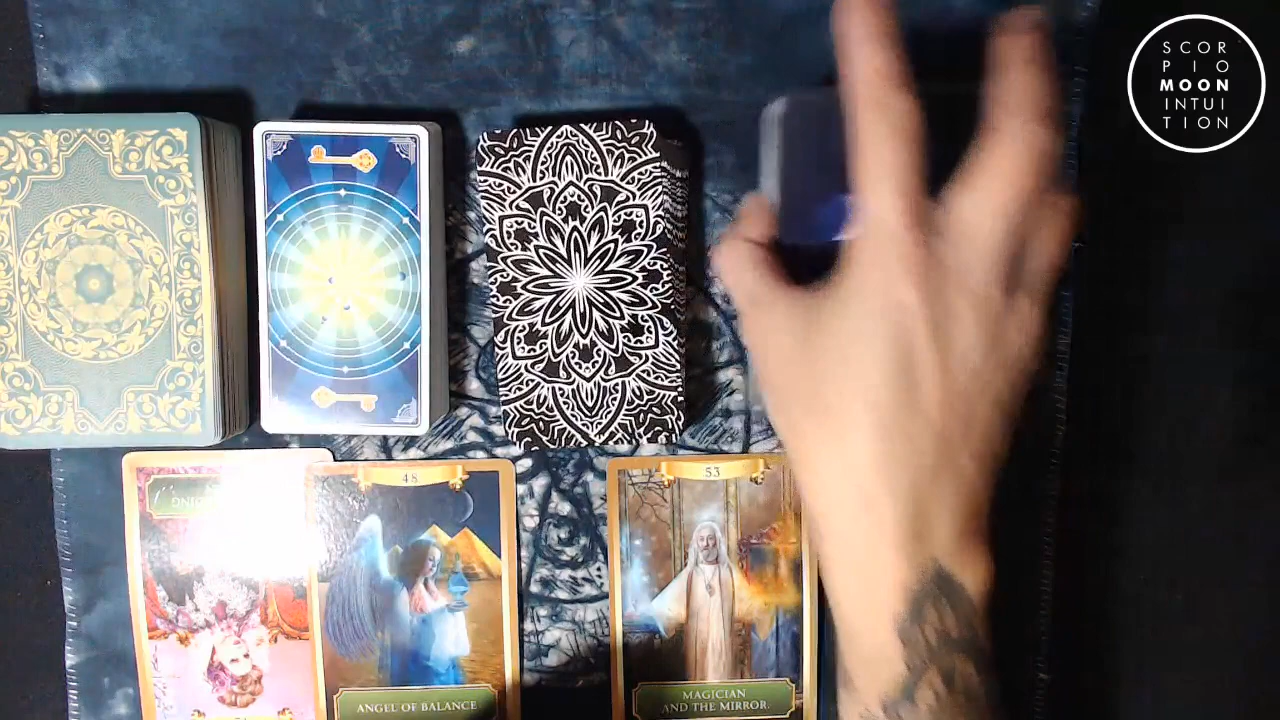 SCOR
PIO
MOON
INTUI
TION
48
53
ANGEL OF BALANCE
MAGICIAN
AND THE MIRROR